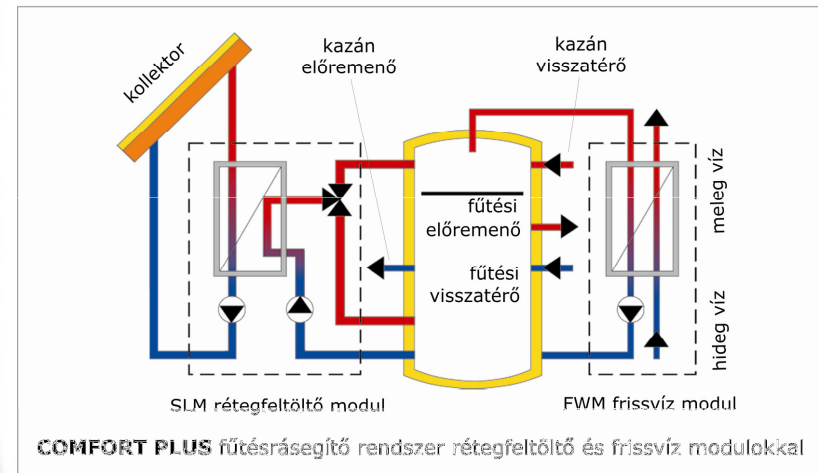 kollektor
kazán
előremenő
kazán
visszatérő
fűtési
előremenő
fűtési
visszatérő
meleg víz
hideg víz
SLM rétegfeltöltő modul
FWM frissvíz modul
COMFORT PLUS fűtésrásegítő rendszer rétegfeltöltő és frissvíz modulokkal